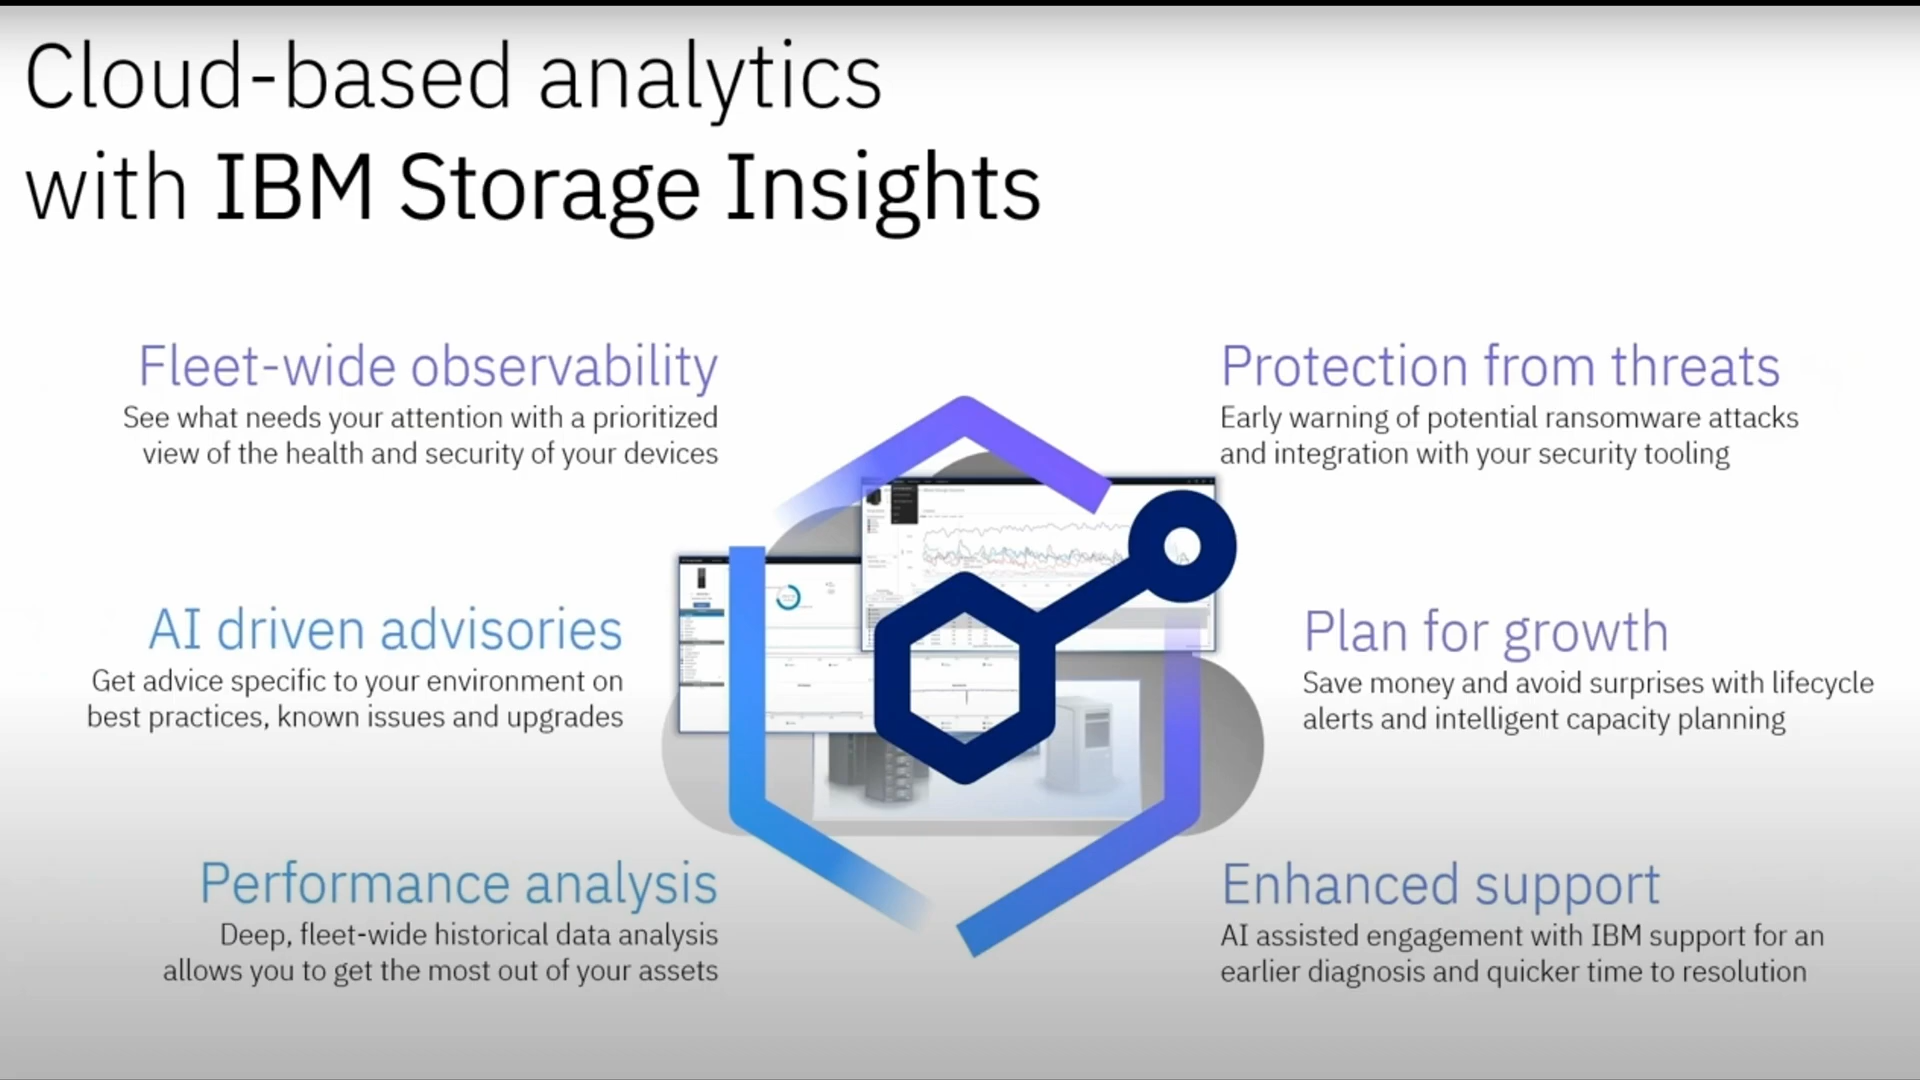 Cloud-based analytics
with IBM Storage Insights
Fleet-wide observability
See what needs your attention with a prioritized
view of the health and security of your devices
AI driven advisories
Get advice specific to your environment on
best practices, known issues and upgrades
Performance analysis
Deep, fleet-wide historical data analysis
allows you to get the most out of your assets
Protection from threats
Early warning of potential ransomware attacks
and integration with your security tooling
Plan for growth
Save money and avoid surprises with lifecycle
alerts and intelligent capacity planning
Enhanced support
AI assisted engagement with IBM support for an
earlier diagnosis and quicker time to resolution